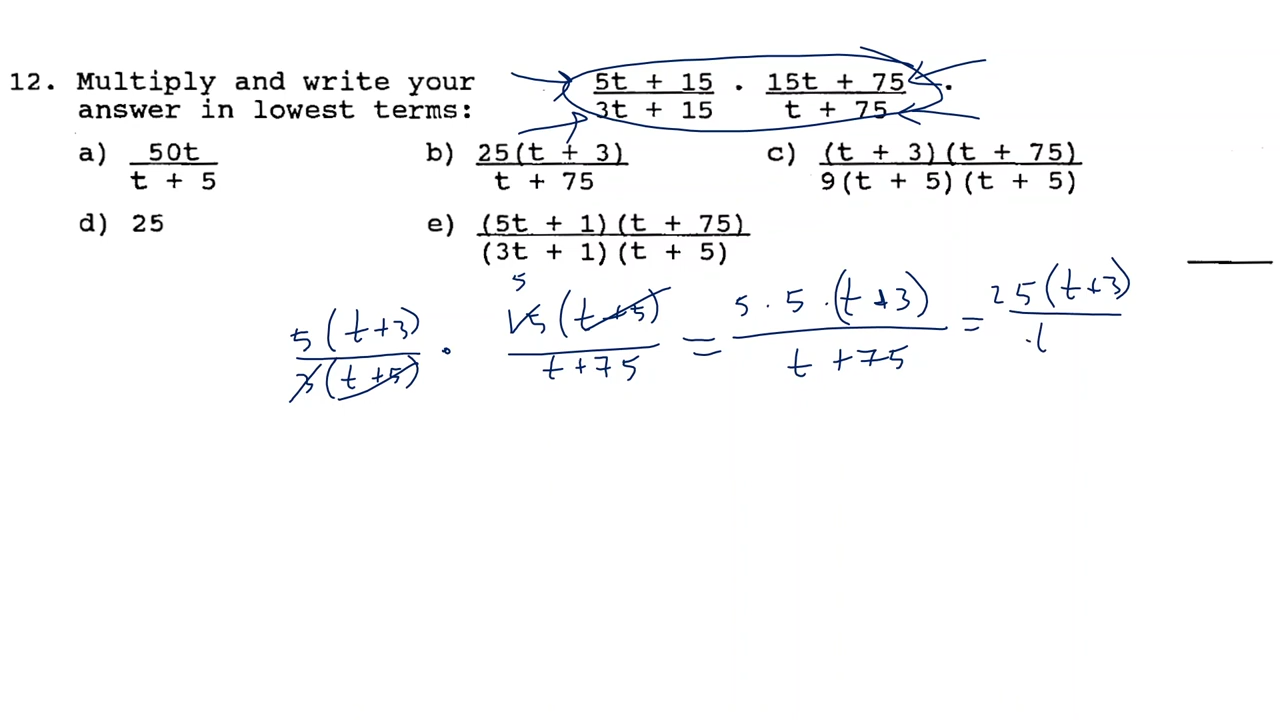 12. Multiply and write your answer in lowest terms: (5t + 15)/(3t + 15) · (15t + 75)/(t + 75).
a) 50t/(t + 5) b) 25(t + 3)/(t + 75) c) (t + 3)(t + 75)/(9(t + 5)(t + 5))
d) 25 e) (5t + 1)(t + 75)/((3t + 1)(t + 5))
5
5(t+3)/(3(t+5)) · 15(t+5)/(t+75) = 5·5·(t+3)/(t+75) = 25(t+3)/